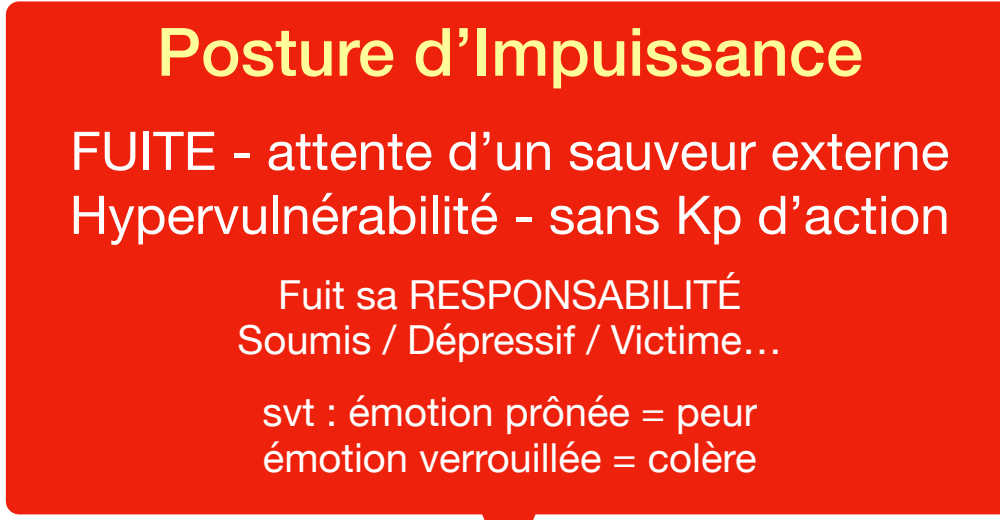 Posture d’Impuissance
FUITE - attente d’un sauveur externe
Hypervulnérabilité - sans Kp d’action
Fuit sa RESPONSABILITÉ
Soumis / Dépressif / Victime…
svt : émotion prônée = peur
émotion verrouillée = colère